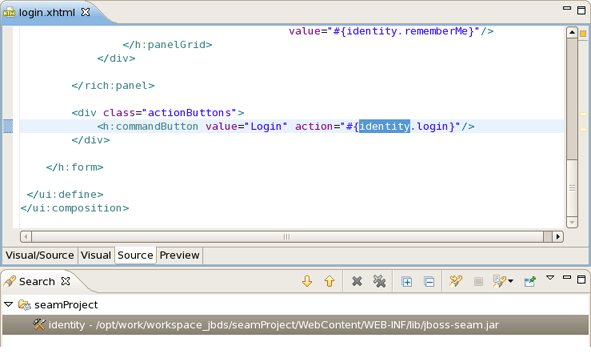 login.xhtml
value="#{identity.rememberMe}"/>
</h:panelGrid>
</div>
</rich:panel>
<div class="actionButtons">
<h:commandButton value="Login" action="#{identity.login}"/>
</div>
</h:form>
</ui:define>
</ui:composition>
Visual/Source Visual Source Preview
Search
seamProject
identity - /opt/work/workspace_jbds/seamProject/WebContent/WEB-INF/lib/jboss-seam.jar